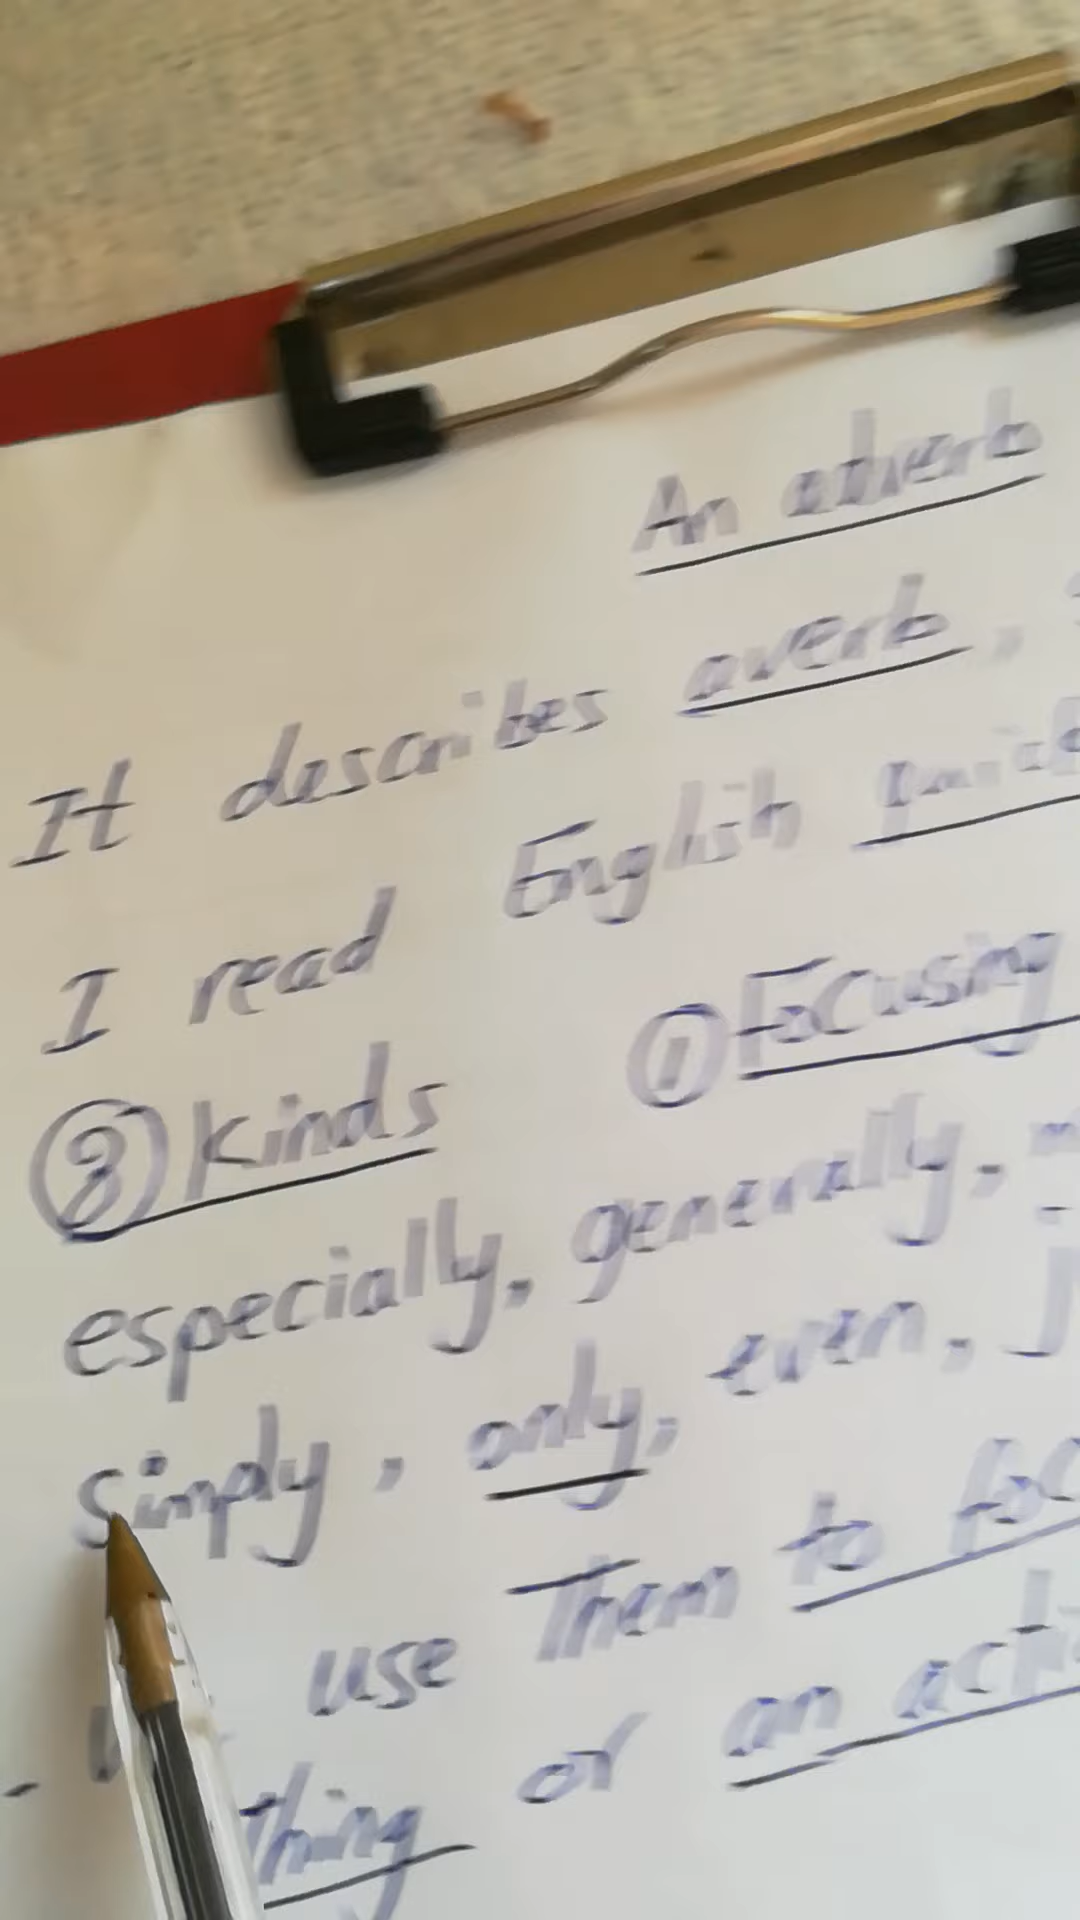 An adverb
It describes a verb,
I read English
③ Kinds ① Focusing
especially, generally,
simply, only, even,
use Them to
Thing or an